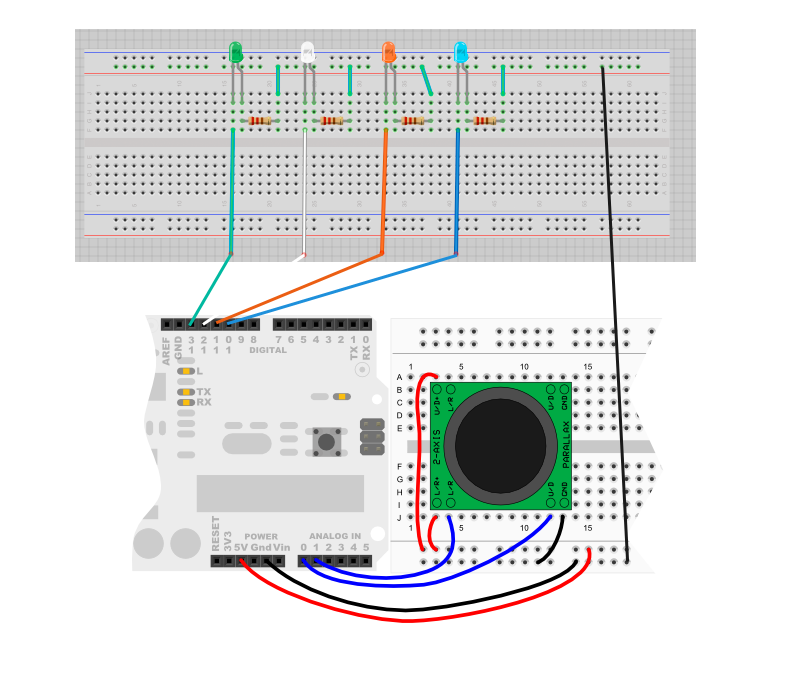 AREF
GND
13
12
11
10
9
8
7
6
5
4
3
2
TX 1
RX 0
DIGITAL
L
TX
RX
RESET
3V3
5V
Gnd
Vin
POWER
ANALOG IN
0 1 2 3 4 5
1 5 10 15
A
B
C
D
E
F
G
H
I
J
1 5 10 15
U/D+
L/R
U/D
GND
2-AXIS
PARALLAX
L/R+
L/R
U/D
GND